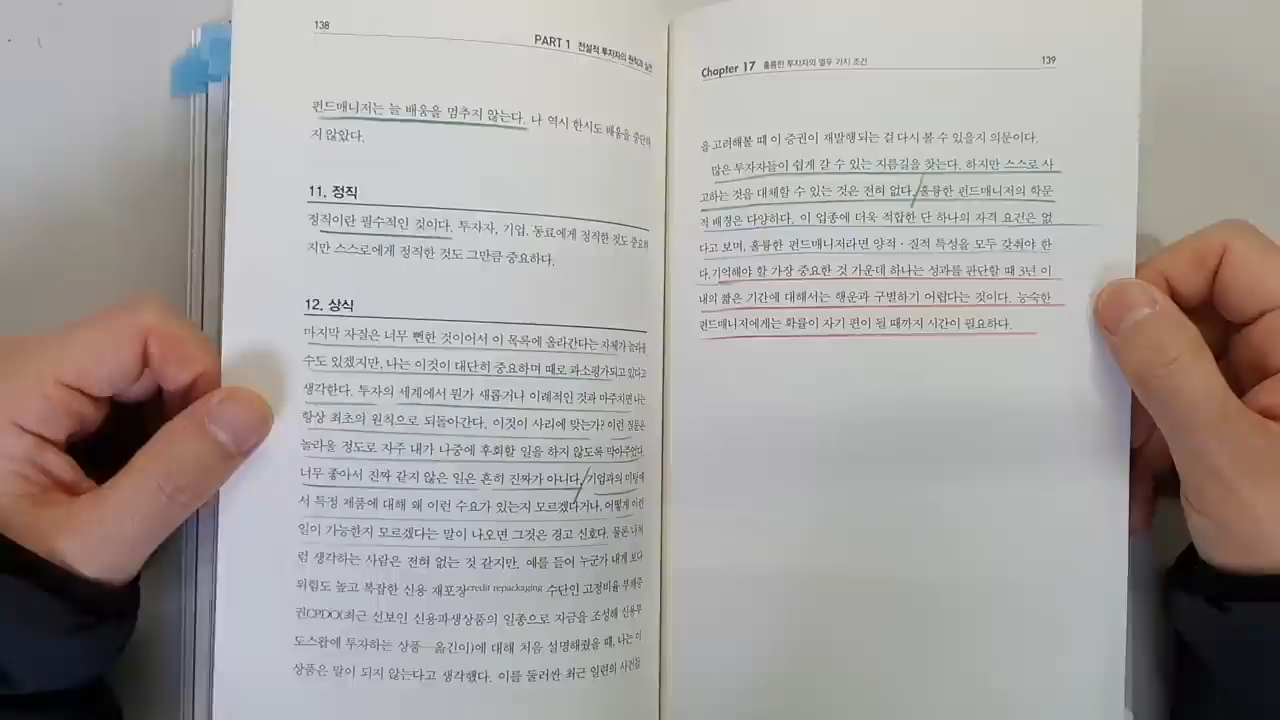 138
PART 1 전설적 투자자의 원칙과 실전
펀드매니저는 늘 배움을 멈추지 않는다. 나 역시 한시도 배움을 중단하
지 않았다.
11. 정직
정직이란 필수적인 것이다. 투자자, 기업, 동료에게 정직한 것도 중요하
지만 스스로에게 정직한 것도 그만큼 중요하다.
12. 상식
마지막 자질은 너무 뻔한 것이어서 이 목록에 올라간다는 자체가 놀라울
수도 있겠지만, 나는 이것이 대단히 중요하며 때로 과소평가되고 있다고
생각한다. 투자의 세계에서 뭔가 새롭거나 이례적인 것과 마주치면 나는
항상 최초의 원칙으로 되돌아간다. 이것이 사리에 맞는가? 이런 질문은
놀라울 정도로 자주 내가 나중에 후회할 일을 하지 않도록 막아주었다.
너무 좋아서 진짜 같지 않은 일은 흔히 진짜가 아니다. 기업과의 미팅에
서 특정 제품에 대해 왜 이런 수요가 있는지 모르겠다거나, 어떻게 이런
일이 가능한지 모르겠다는 말이 나오면 그것은 경고 신호다. 물론 나처
럼 생각하는 사람은 전혀 없는 것 같지만. 예를 들어 누군가 내게 보다
위험도 높고 복잡한 신용 재포장credit repackaging 수단인 고정비율 부채증
권CPDO(최근 선보인 신용파생상품의 일종으로 자금을 조성해 신용부
도스왑에 투자하는 상품—옮긴이)에 대해 처음 설명해줬을 때, 나는 이
상품은 말이 되지 않는다고 생각했다. 이를 둘러싼 최근 일련의 사건들
Chapter 17 훌륭한 투자자의 열두 가지 조건
139
을 고려해볼 때 이 증권이 재발행되는 걸 다시 볼 수 있을지 의문이다.
많은 투자자들이 쉽게 갈 수 있는 지름길을 찾는다. 하지만 스스로 사
고하는 것을 대체할 수 있는 것은 전혀 없다. 훌륭한 펀드매니저의 학문
적 배경은 다양하다. 이 업종에 더욱 적합한 단 하나의 자격 요건은 없
다고 보며, 훌륭한 펀드매니저라면 양적·질적 특성을 모두 갖춰야 한
다. 기억해야 할 가장 중요한 것 가운데 하나는 성과를 판단할 때 3년 이
내의 짧은 기간에 대해서는 행운과 구별하기 어렵다는 것이다. 능숙한
펀드매니저에게는 확률이 자기 편이 될 때까지 시간이 필요하다.